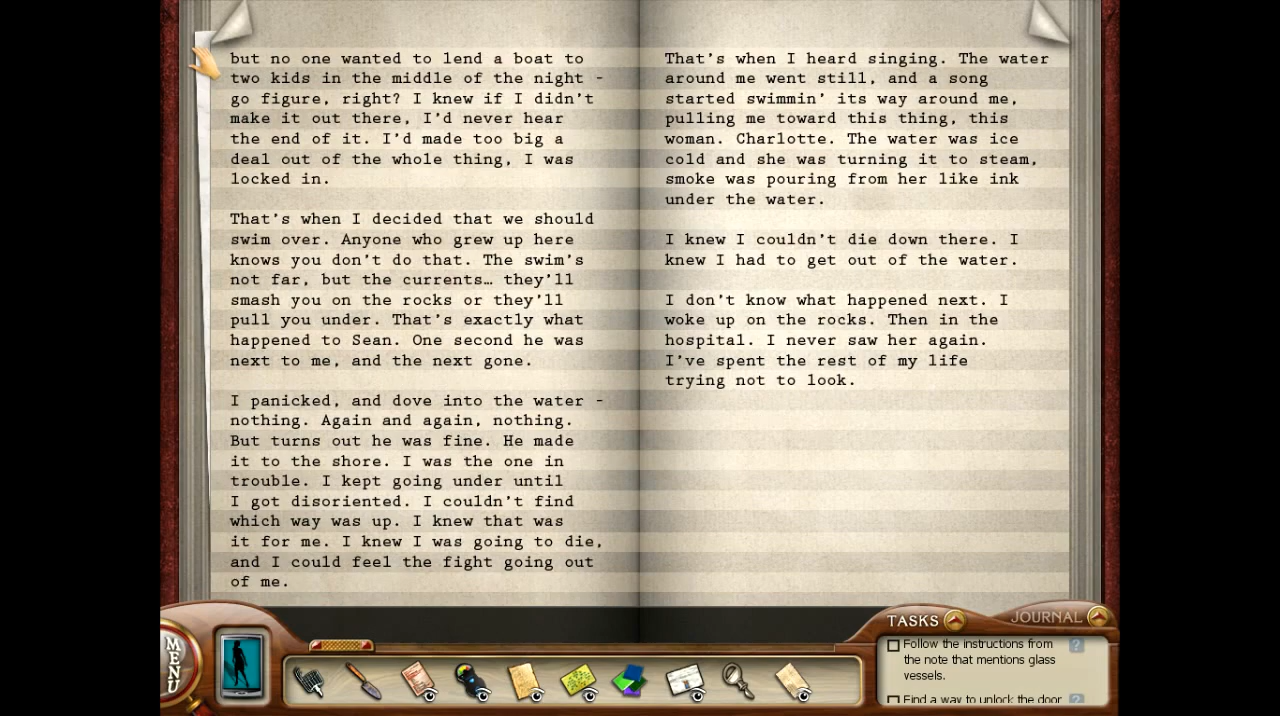 but no one wanted to lend a boat to
two kids in the middle of the night -
go figure, right? I knew if I didn't
make it out there, I'd never hear
the end of it. I'd made too big a
deal out of the whole thing, I was
locked in.
That's when I decided that we should
swim over. Anyone who grew up here
knows you don't do that. The swim's
not far, but the currents… they'll
smash you on the rocks or they'll
pull you under. That's exactly what
happened to Sean. One second he was
next to me, and the next gone.
I panicked, and dove into the water -
nothing. Again and again, nothing.
But turns out he was fine. He made
it to the shore. I was the one in
trouble. I kept going under until
I got disoriented. I couldn't find
which way was up. I knew that was
it for me. I knew I was going to die,
and I could feel the fight going out
of me.
That's when I heard singing. The water
around me went still, and a song
started swimmin' its way around me,
pulling me toward this thing, this
woman. Charlotte. The water was ice
cold and she was turning it to steam,
smoke was pouring from her like ink
under the water.
I knew I couldn't die down there. I
knew I had to get out of the water.
I don't know what happened next. I
woke up on the rocks. Then in the
hospital. I never saw her again.
I've spent the rest of my life
trying not to look.
MENU
TASKS
JOURNAL
Follow the instructions from ?
the note that mentions glass
vessels.
Find a way to unlock the door ?